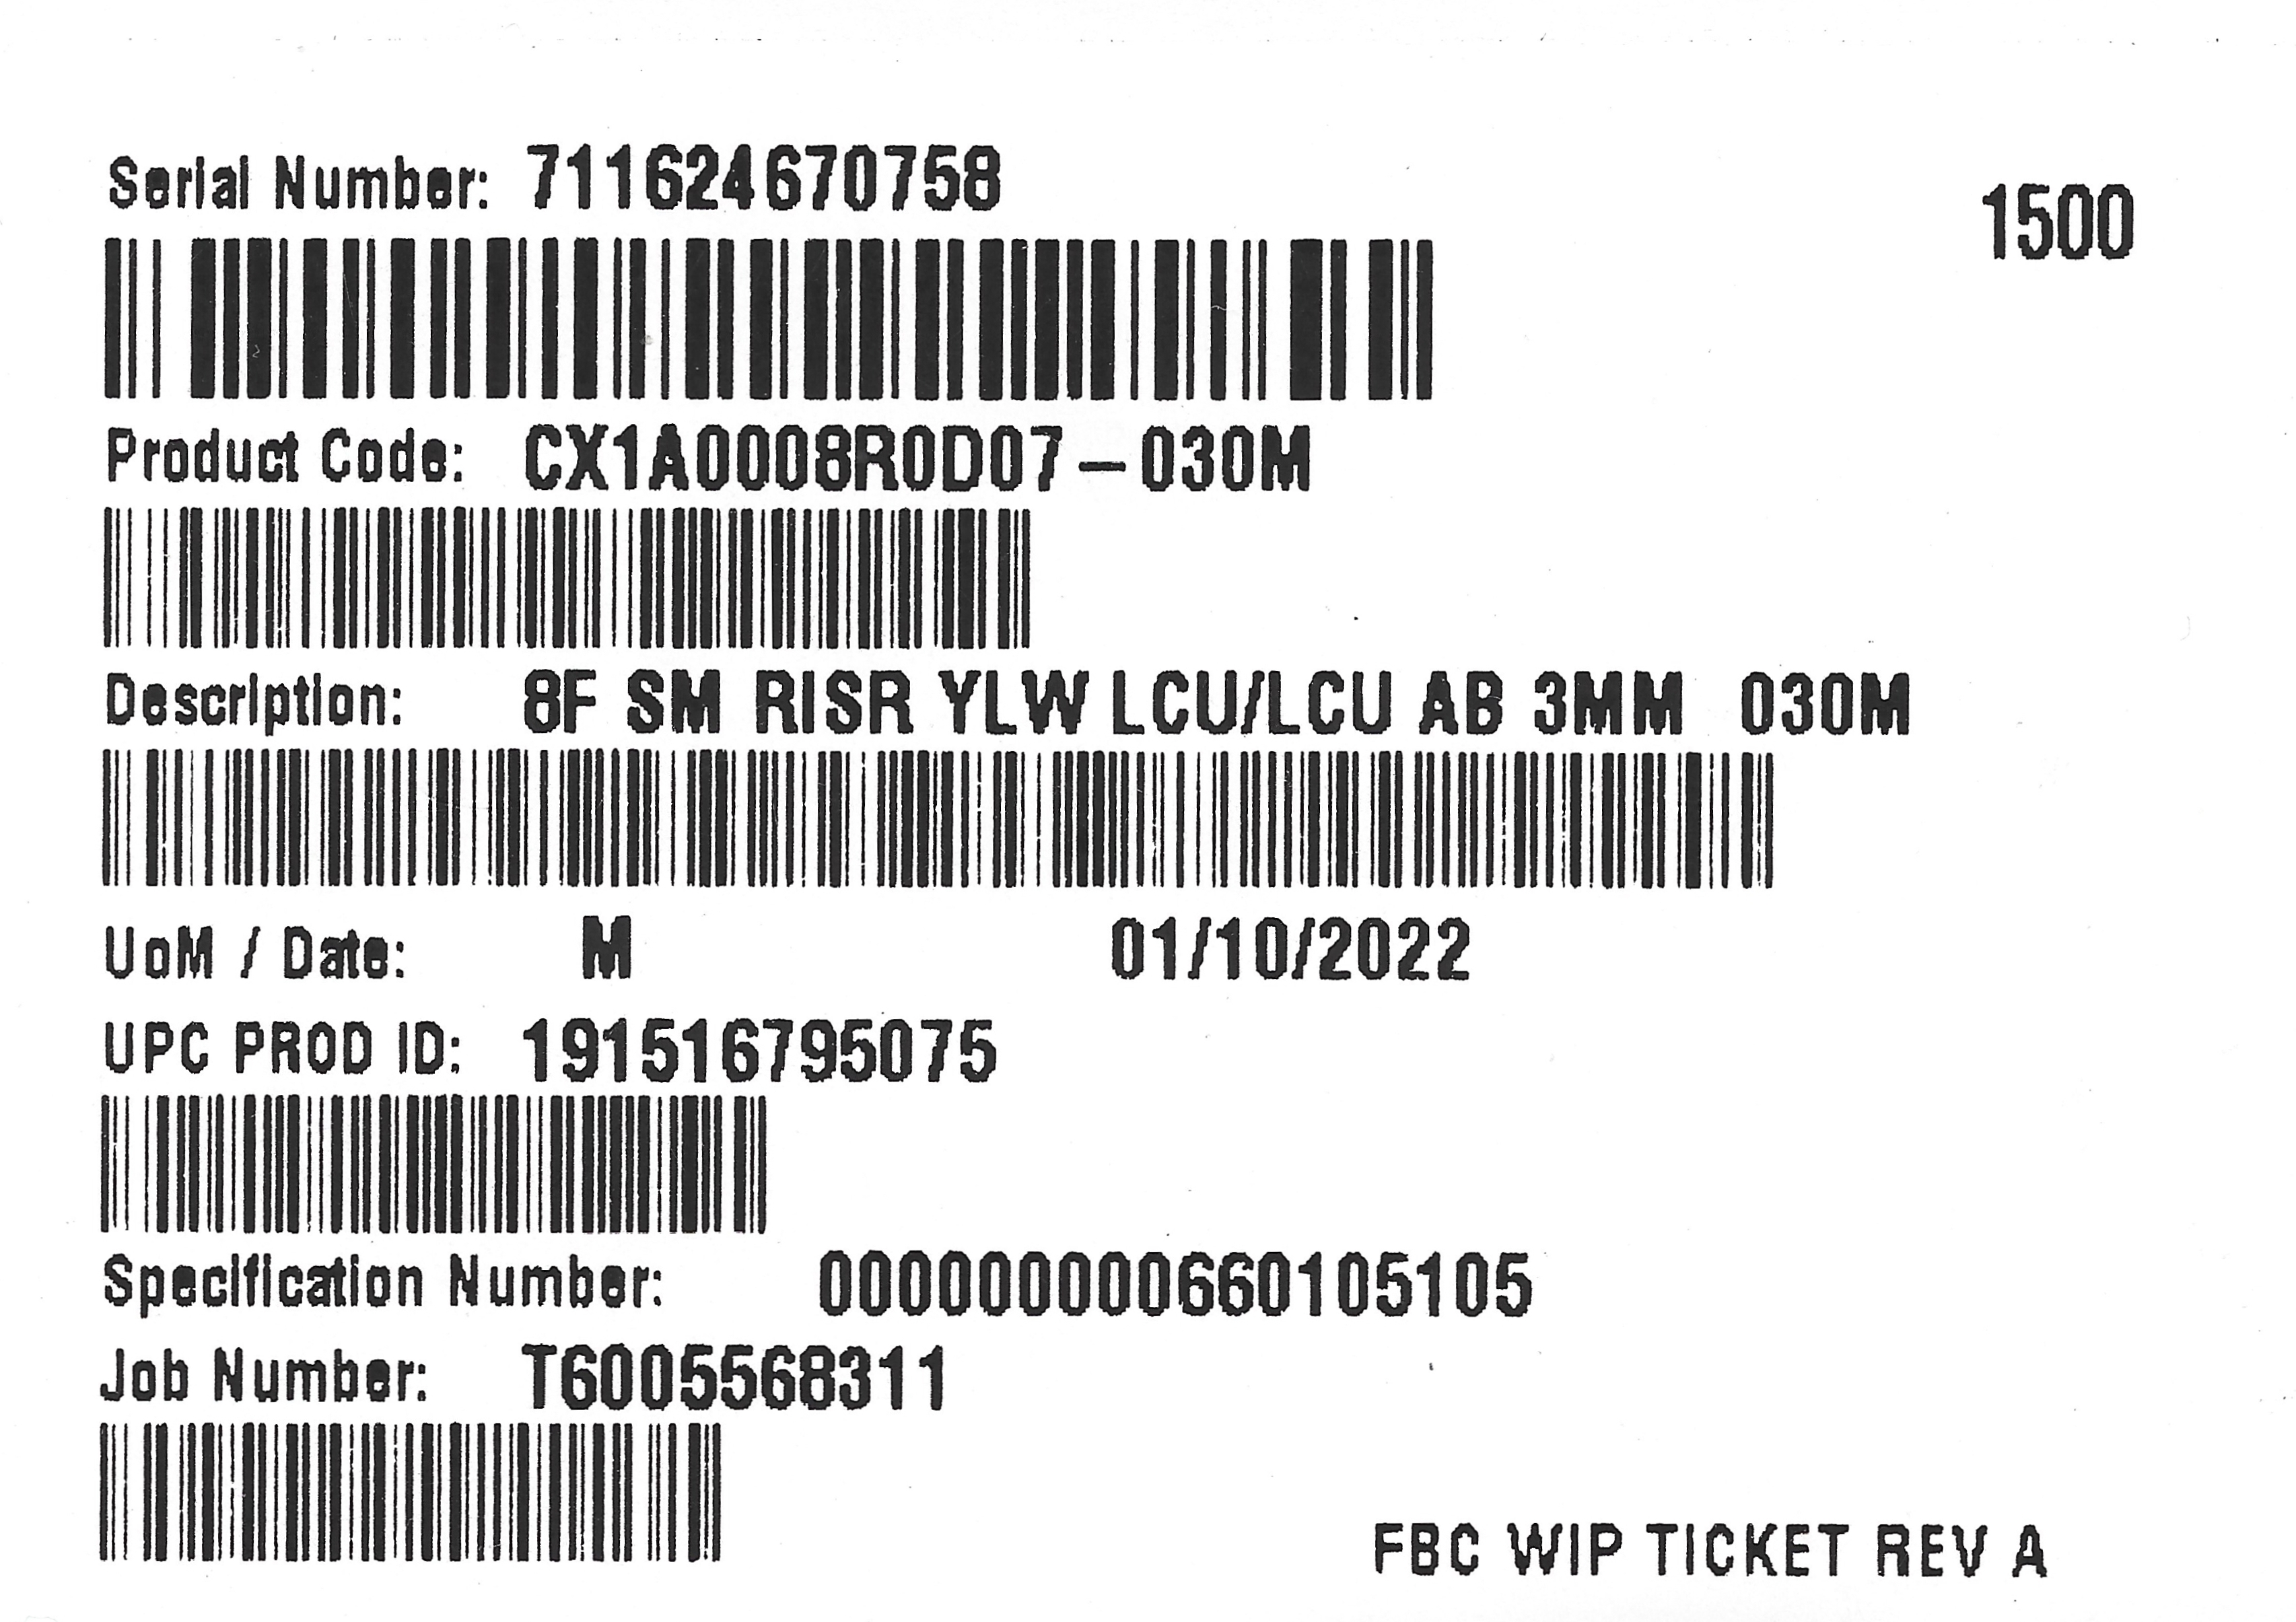 Serial Number: 711624670758
1500
Product Code: CX1A0008R0D07-030M
Description: 8F SM RISR YLW LCU/LCU AB 3MM 030M
UoM / Date: M 01/10/2022
UPC PROD ID: 191516795075
Specification Number: 000000000660105105
Job Number: T6005568311
FBC WIP TICKET REV A